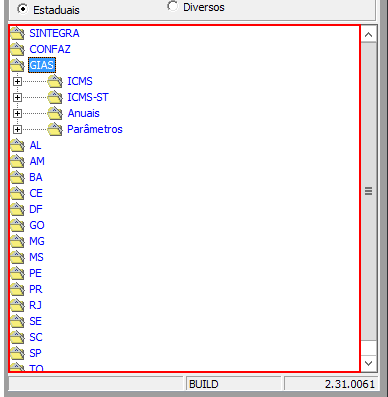 Estaduais Diversos
SINTEGRA
CONFAZ
GIAS
ICMS
ICMS-ST
Anuais
Parâmetros
AL
AM
BA
CE
DF
GO
MG
MS
PE
PR
RJ
SE
SC
SP
TO
BUILD 2.31.0061